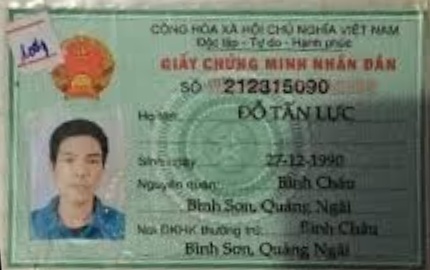 CỘNG HÒA XÃ HỘI CHỦ NGHĨA VIỆT NAM
Độc lập - Tự do - Hạnh phúc
GIẤY CHỨNG MINH NHÂN DÂN
SỐ 212315090
Họ tên: ĐỖ TẤN LỰC
Sinh ngày 27-12-1990
Nguyên quán: Bình Châu
Bình Sơn, Quảng Ngãi
Nơi ĐKHK thường trú: Bình Châu
Bình Sơn, Quảng Ngãi